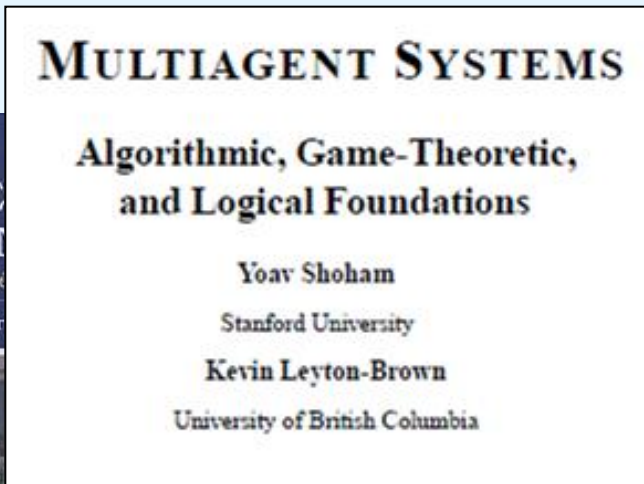 MULTIAGENT SYSTEMS
Algorithmic, Game-Theoretic,
and Logical Foundations
Yoav Shoham
Stanford University
Kevin Leyton-Brown
University of British Columbia